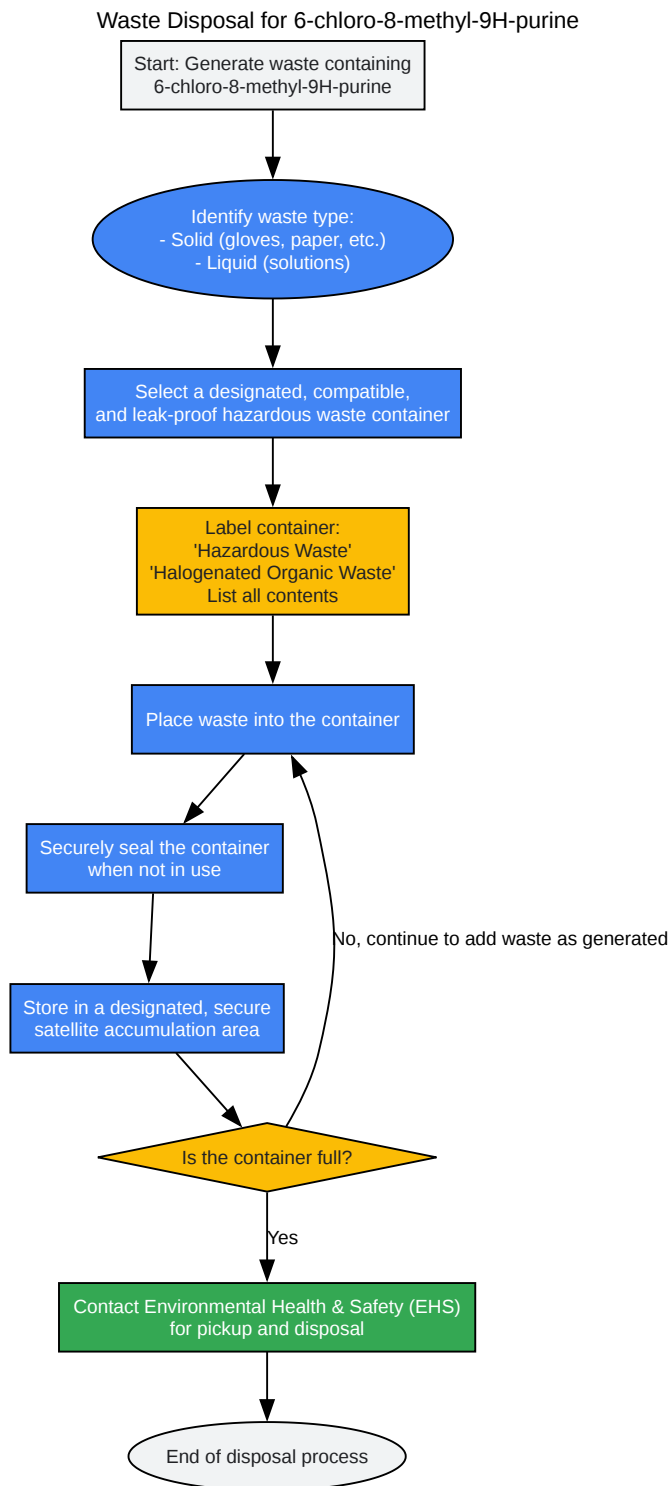 Waste Disposal for 6-chloro-8-methyl-9H-purine
Start: Generate waste containing
6-chloro-8-methyl-9H-purine
Identify waste type:
- Solid (gloves, paper, etc.)
- Liquid (solutions)
Select a designated, compatible,
and leak-proof hazardous waste container
Label container:
'Hazardous Waste'
'Halogenated Organic Waste'
List all contents
Place waste into the container
Securely seal the container
when not in use
No, continue to add waste as generated
Store in a designated, secure
satellite accumulation area
Is the container full?
Yes
Contact Environmental Health & Safety (EHS)
for pickup and disposal
End of disposal process